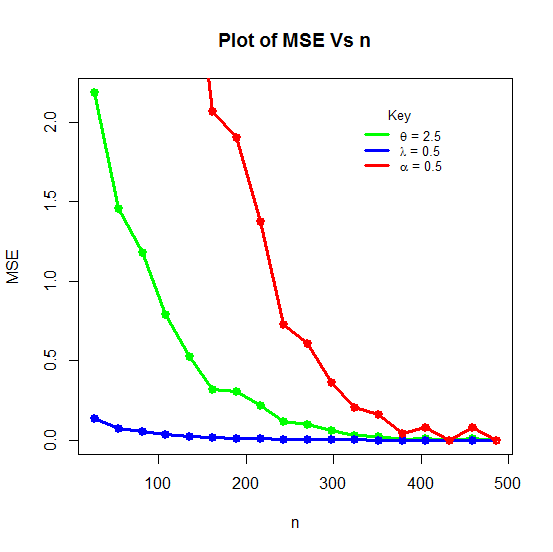 Plot of MSE Vs n
Key
θ = 2.5
λ = 0.5
α = 0.5
MSE
2.0
1.5
1.0
0.5
0.0
100 200 300 400 500
n